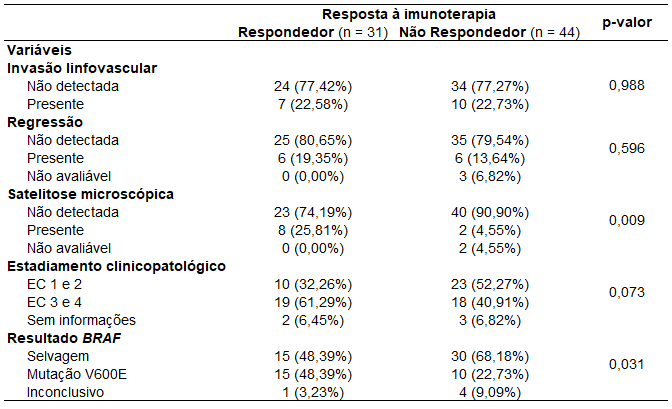 Resposta à imunoterapia p-valor
Respondedor (n = 31) Não Respondedor (n = 44)
Variáveis
Invasão linfovascular
Não detectada 24 (77,42%) 34 (77,27%) 0,988
Presente 7 (22,58%) 10 (22,73%)
Regressão
Não detectada 25 (80,65%) 35 (79,54%)
Presente 6 (19,35%) 6 (13,64%) 0,596
Não avaliável 0 (0,00%) 3 (6,82%)
Satelitose microscópica
Não detectada 23 (74,19%) 40 (90,90%)
Presente 8 (25,81%) 2 (4,55%) 0,009
Não avaliável 0 (0,00%) 2 (4,55%)
Estadiamento clinicopatológico
EC 1 e 2 10 (32,26%) 23 (52,27%)
EC 3 e 4 19 (61,29%) 18 (40,91%) 0,073
Sem informações 2 (6,45%) 3 (6,82%)
Resultado BRAF
Selvagem 15 (48,39%) 30 (68,18%)
Mutação V600E 15 (48,39%) 10 (22,73%) 0,031
Inconclusivo 1 (3,23%) 4 (9,09%)